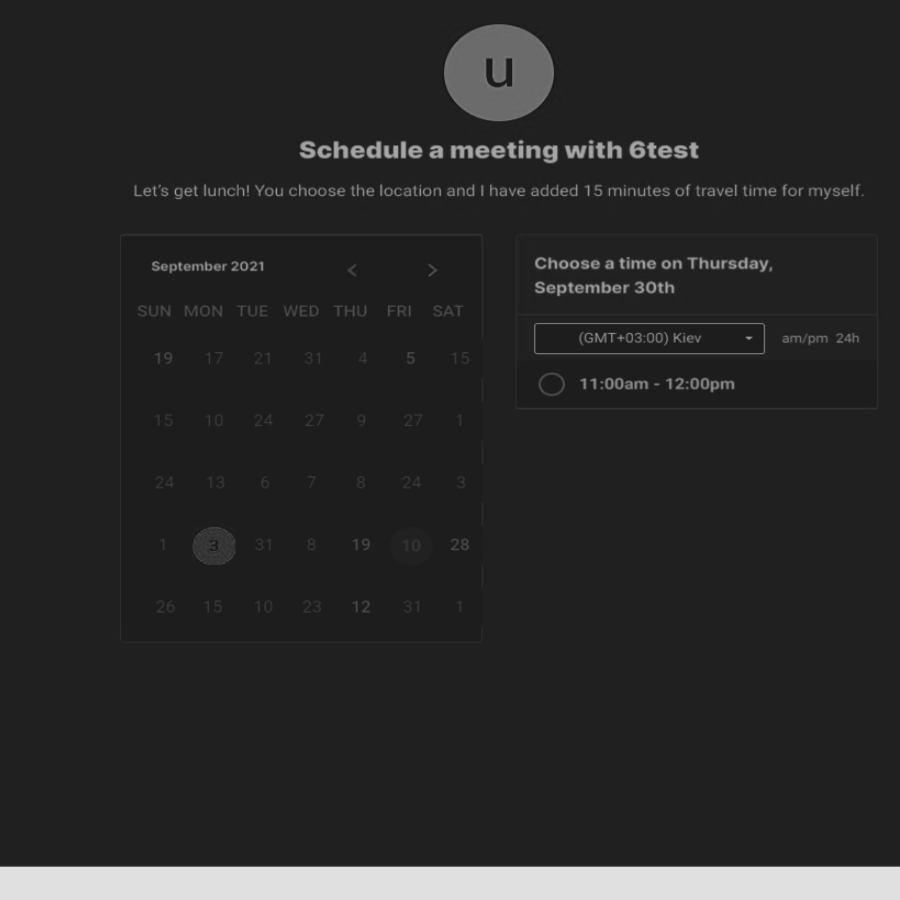 u
Schedule a meeting with 6test
Let's get lunch! You choose the location and I have added 15 minutes of travel time for myself.
September 2021 < >
SUN MON TUE WED THU FRI SAT
19 17 21 31 4 5 15
15 10 24 27 9 27 1
24 13 6 7 8 24 3
1 3 31 8 19 10 28
26 15 10 23 12 31 1
Choose a time on Thursday,
September 30th
(GMT+03:00) Kiev am/pm 24h
11:00am - 12:00pm